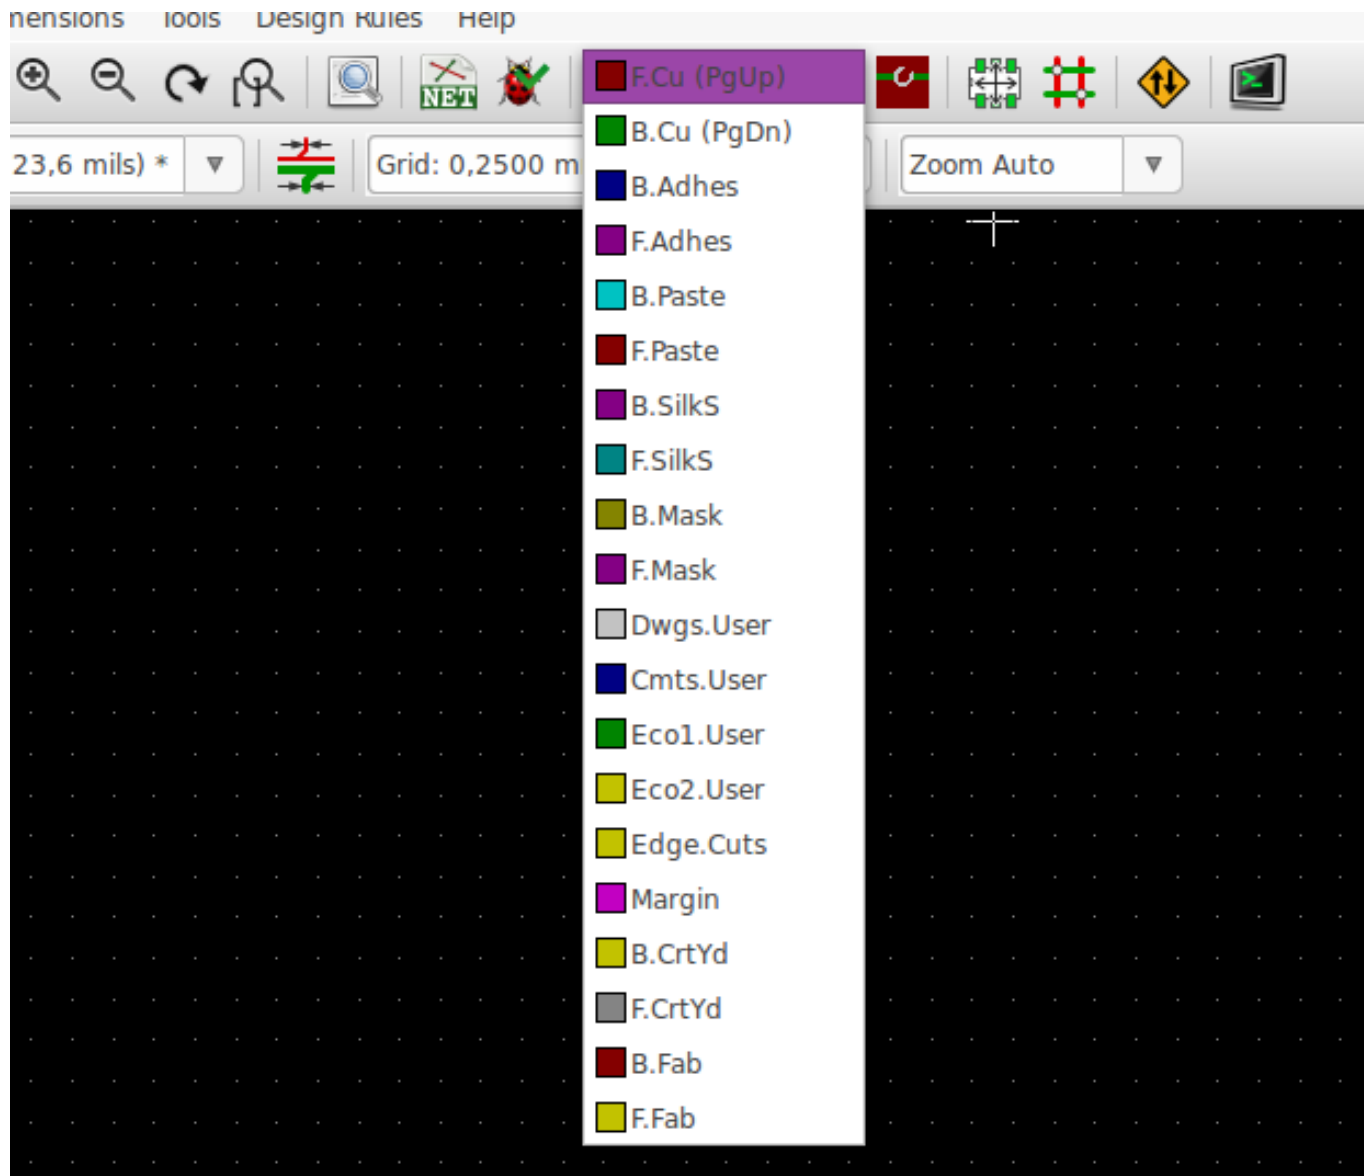 mensions Tools Design Rules Help
NET
23,6 mils) * Grid: 0,2500 m Zoom Auto
F.Cu (PgUp)
B.Cu (PgDn)
B.Adhes
F.Adhes
B.Paste
F.Paste
B.SilkS
F.SilkS
B.Mask
F.Mask
Dwgs.User
Cmts.User
Eco1.User
Eco2.User
Edge.Cuts
Margin
B.CrtYd
F.CrtYd
B.Fab
F.Fab